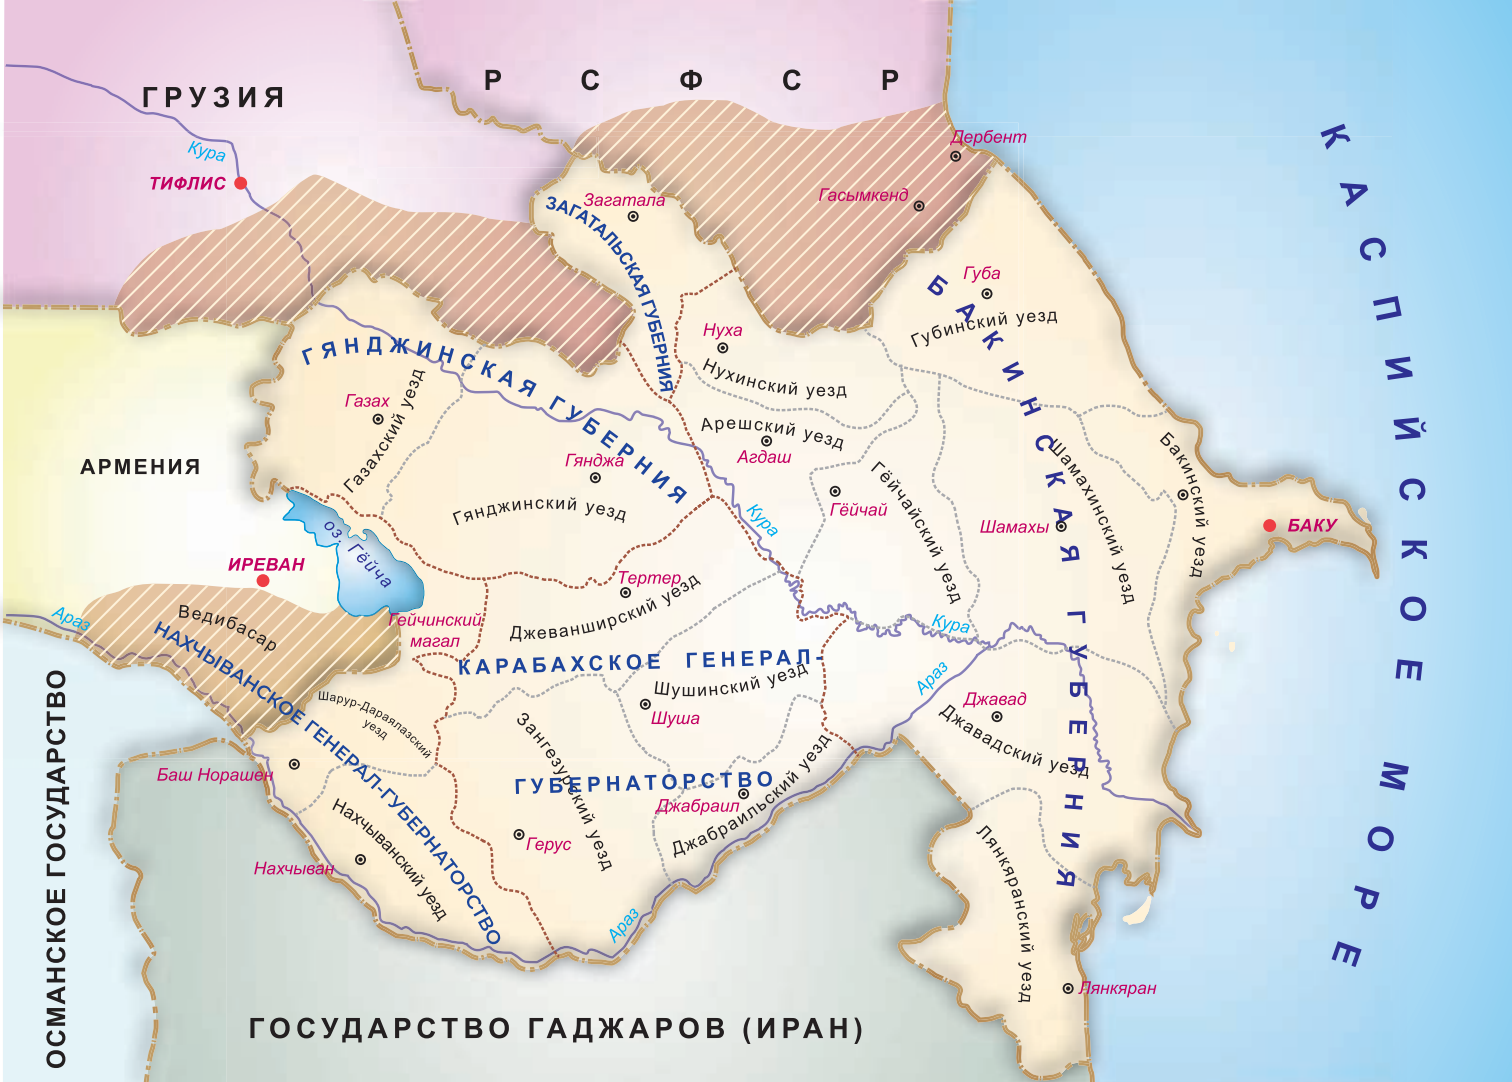 ГРУЗИЯ
РСФСР
Кура
ТИФЛИС
Дербент
Гасымкенд
Загатала
ЗАГАТАЛЬСКАЯ ГУБЕРНИЯ
Губа
Губинский уезд
БАКИНСКАЯ ГУБЕРНИЯ
КАСПИЙСКОЕ МОРЕ
Нуха
Нухинский уезд
ГЯНДЖИНСКАЯ ГУБЕРНИЯ
Газах
Газахский уезд
Арешский уезд
Агдаш
АРМЕНИЯ
Гянджа
Гянджинский уезд
Кура
Гёйчай
Гёйчайский уезд
Шамахы
Шамахинский уезд
Бакинский уезд
БАКУ
оз. Гёйча
ИРЕВАН
Тертер
Араз
Ведибасар
Гейчинский
магал
Джеванширский уезд
Кура
НАХЧЫВАНСКОЕ ГЕНЕРАЛ-ГУБЕРНАТОРСТВО
КАРАБАХСКОЕ ГЕНЕРАЛ-
Шушинский уезд
Шуша
Араз
Джавад
Джавадский уезд
Шарур-Даралазский
уезд
Зангезурский уезд
Баш Норашен
ГУБЕРНАТОРСТВО
Джабраил
Джабраильский уезд
Нахчыванский уезд
Нахчыван
Герус
Лянкяранский уезд
Араз
Лянкяран
ОСМАНСКОЕ ГОСУДАРСТВО
ГОСУДАРСТВО ГАДЖАРОВ (ИРАН)